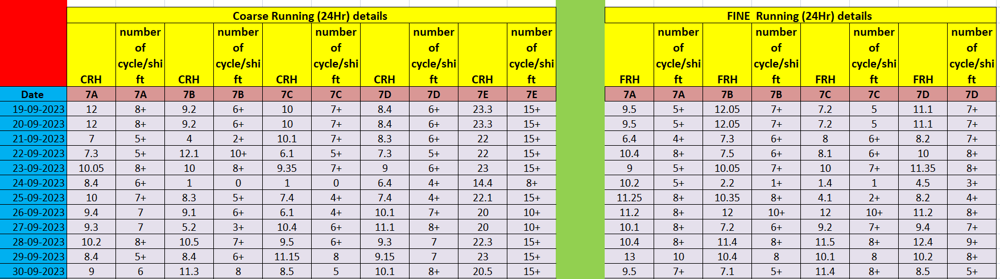 Coarse Running (24Hr) details FINE Running (24Hr) details
CRH number of cycle/shift CRH number of cycle/shift CRH number of cycle/shift CRH number of cycle/shift CRH number of cycle/shift FRH number of cycle/shift FRH number of cycle/shift FRH number of cycle/shift FRH number of cycle/shift
Date 7A 7A 7B 7B 7C 7C 7D 7D 7E 7E 7A 7A 7B 7B 7C 7C 7D 7D
19-09-2023 12 8+ 9.2 6+ 10 7+ 8.4 6+ 23.3 15+ 9.5 5+ 12.05 7+ 7.2 5 11.1 7+
20-09-2023 12 8+ 9.2 6+ 10 7+ 8.4 6+ 23.3 15+ 9.5 5+ 12.05 7+ 7.2 5 11.1 7+
21-09-2023 7 5+ 4 2+ 10.1 7+ 8.3 6+ 22 15+ 6.4 4+ 7.3 6+ 8 6+ 8.2 7+
22-09-2023 7.3 5+ 12.1 10+ 6.1 5+ 7.3 5+ 22 15+ 10.4 8+ 7.5 6+ 8.1 6+ 10 8+
23-09-2023 10.05 8+ 10 8+ 9.35 7+ 9 6+ 23 15+ 9 5+ 10.05 7+ 10 7+ 11.35 8+
24-09-2023 8.4 6+ 1 0 1 0 6.4 4+ 14.4 8+ 10.2 5+ 2.2 1+ 1.4 1 4.5 3+
25-09-2023 10 7+ 8.3 5+ 7.4 4+ 7.4 4+ 22.1 15+ 11.25 8+ 10.35 8+ 4.1 2+ 8.2 4+
26-09-2023 9.4 7 9.1 6+ 6.1 4+ 10.1 7+ 20 10+ 11.2 8+ 12 10+ 12 10+ 11.2 8+
27-09-2023 9.3 7 5.2 3+ 10.4 6+ 11.1 8+ 20 10+ 10.1 8+ 7.2 6+ 9.2 7+ 9.4 7+
28-09-2023 10.2 8+ 10.5 7+ 9.5 6+ 9.3 7 22.3 15+ 10.4 8+ 11.4 8+ 11.5 8+ 12.4 9+
29-09-2023 8.4 5+ 8.4 6+ 11.15 8 9.15 7 23 15+ 13 10 10.4 8 10.1 8 10.2 8+
30-09-2023 9 6 11.3 8 8.5 5 10.1 8+ 20.5 15+ 9.5 7+ 7.1 5+ 11.4 8+ 8.5 5+